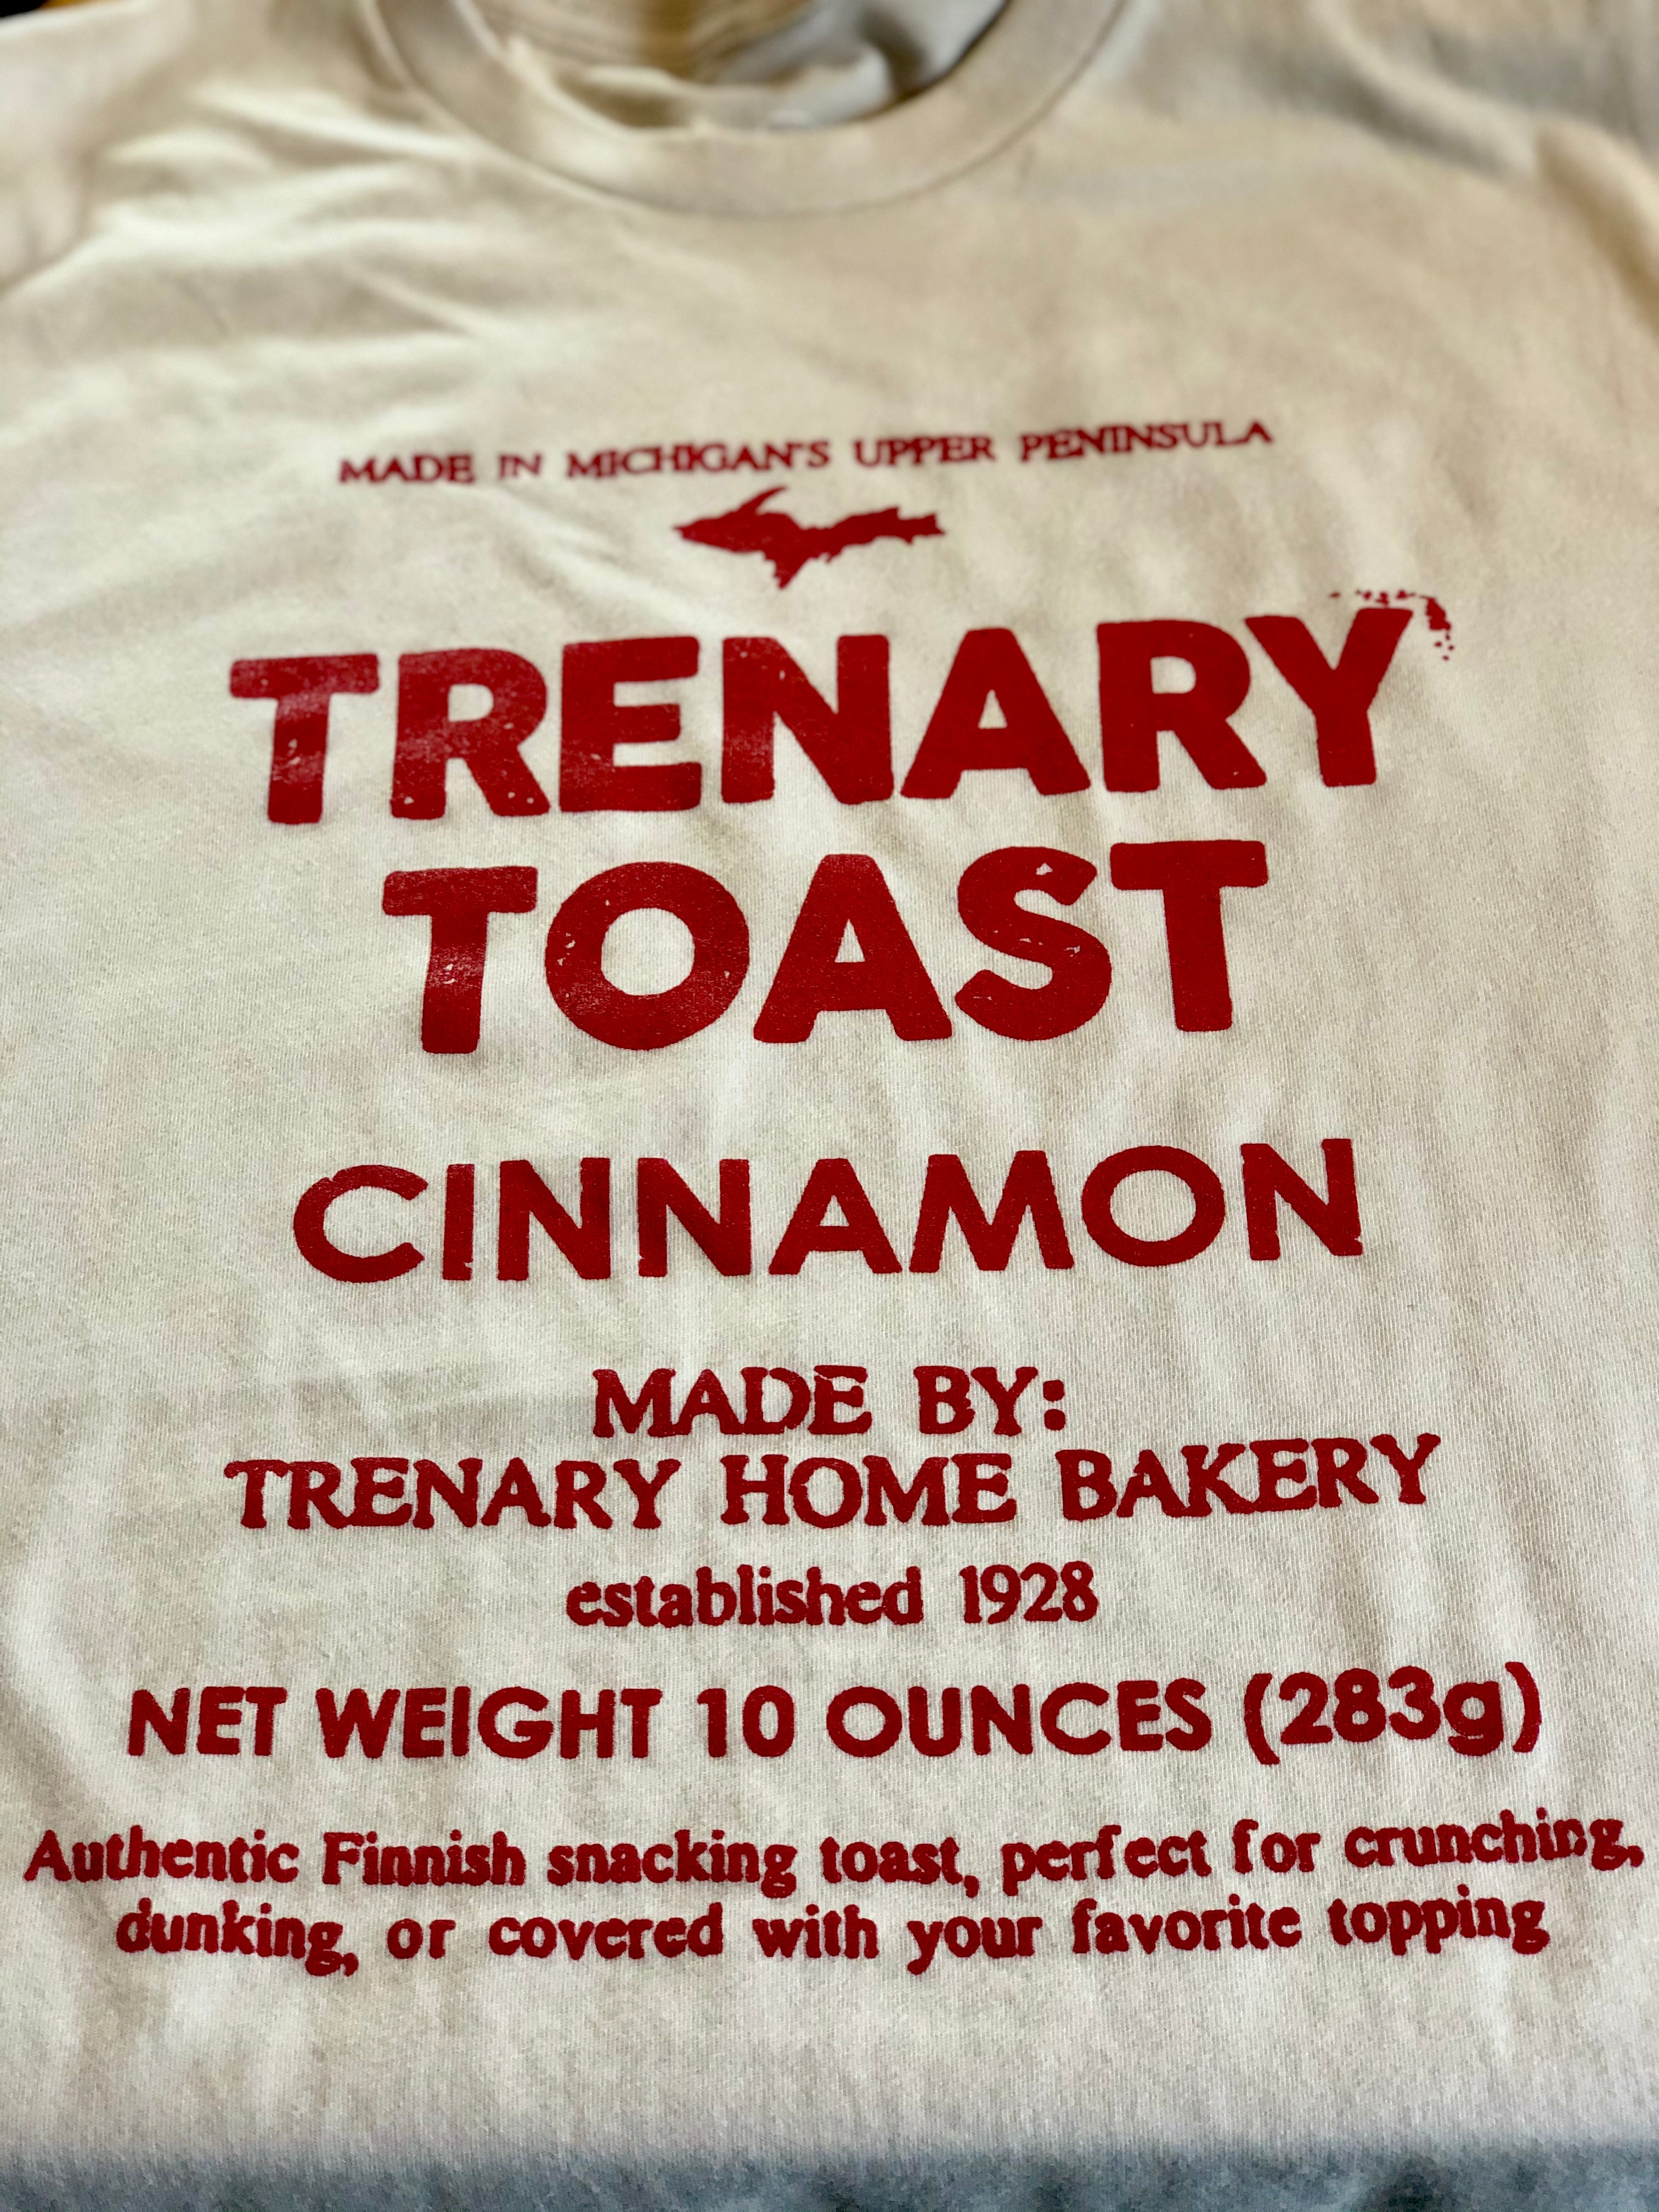 MADE IN MICHIGAN'S UPPER PENINSULA
TRENARY
TOAST
CINNAMON
MADE BY:
TRENARY HOME BAKERY
established 1928
NET WEIGHT 10 OUNCES (283g)
Authentic Finnish snacking toast, perfect for crunching,
dunking, or covered with your favorite topping